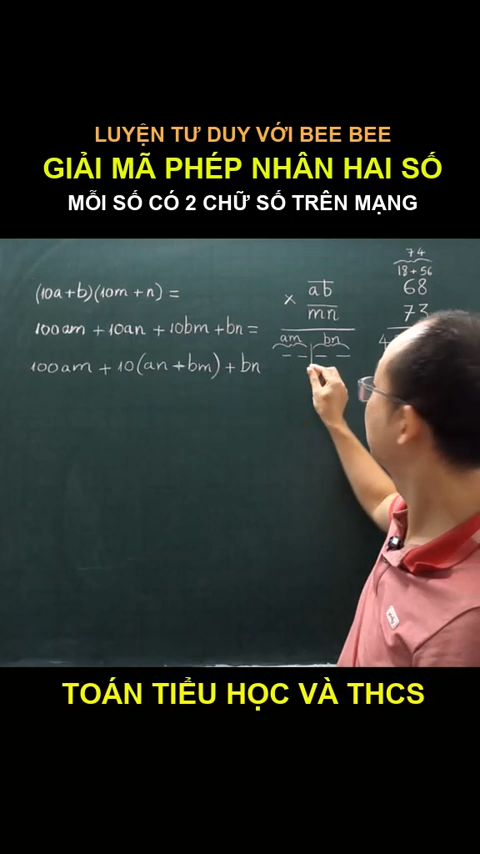 LUYỆN TƯ DUY VỚI BEE BEE
GIẢI MÃ PHÉP NHÂN HAI SỐ
MỖI SỐ CÓ 2 CHỮ SỐ TRÊN MẠNG
(10a+b)(10m+n) =
100am + 10an + 10bm + bn =
100am + 10(an + bm) + bn
× ab
mn
am bn
74
18+56
68
73
4
TOÁN TIỂU HỌC VÀ THCS